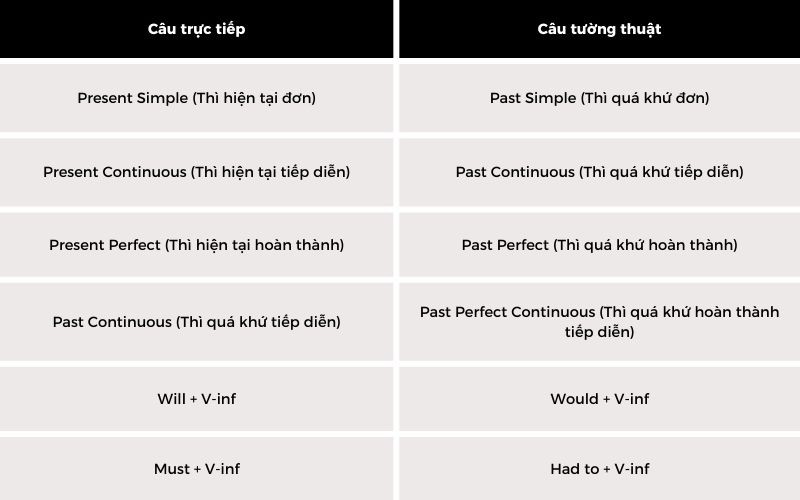 Câu trực tiếp
Câu tường thuật
Present Simple (Thì hiện tại đơn)
Past Simple (Thì quá khứ đơn)
Present Continuous (Thì hiện tại tiếp diễn)
Past Continuous (Thì quá khứ tiếp diễn)
Present Perfect (Thì hiện tại hoàn thành)
Past Perfect (Thì quá khứ hoàn thành)
Past Continuous (Thì quá khứ tiếp diễn)
Past Perfect Continuous (Thì quá khứ hoàn thành
tiếp diễn)
Will + V-inf
Would + V-inf
Must + V-inf
Had to + V-inf